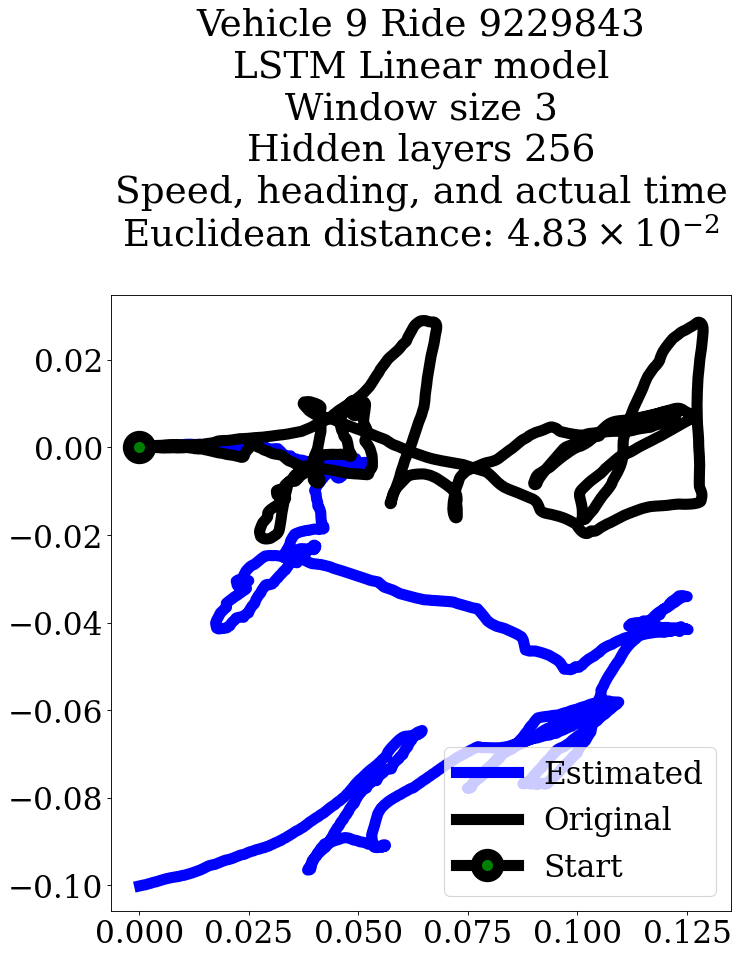 Vehicle 9 Ride 9229843
LSTM Linear model
Window size 3
Hidden layers 256
Speed, heading, and actual time
Euclidean distance: 4.83 × 10⁻²
0.02
0.00
−0.02
−0.04
−0.06
−0.08
−0.10
Estimated
Original
Start
0.000 0.025 0.050 0.075 0.100 0.125